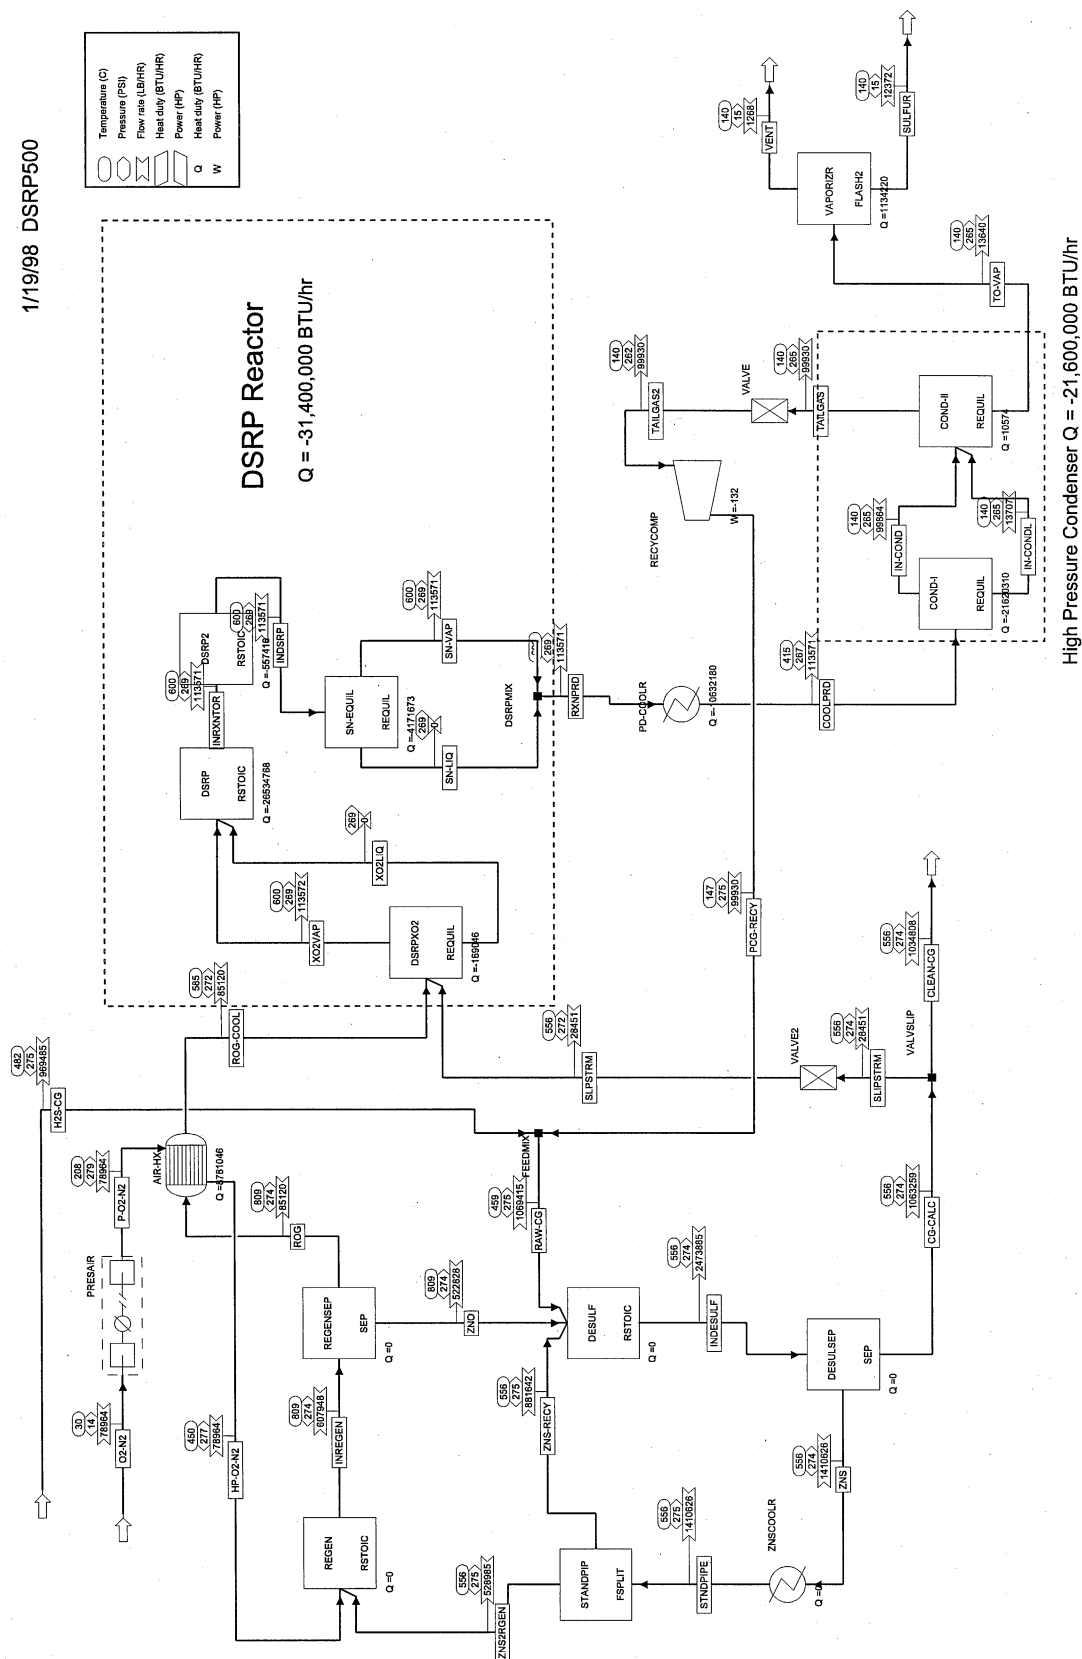 1/19/98 DSRP500
Temperature (C)
Pressure (PSI)
Flow rate (LB/HR)
Heat duty (BTU/HR)
Power (HP)
Q Heat duty (BTU/HR)
W Power (HP)
DSRP Reactor
Q = -31,400,000 BTU/hr
482
275
969485
H2S-CG
30
14
78964
O2-N2
PRESAIR
208
279
78964
P-O2-N2
AIR-HX
Q =8781046
450
277
78964
HP-O2-N2
585
272
85120
ROG-COOL
809
274
85120
ROG
REGEN
RSTOIC
Q =0
809
274
607948
INREGEN
REGENSEP
SEP
Q =0
809
274
522828
ZNO
556
275
528985
ZNS2RGEN
STANDPIP
FSPLIT
556
275
881642
ZNS-RECY
556
275
1410626
STNDPIPE
ZNSCOOLR
Q =0
556
274
1410626
ZNS
DESULF
RSTOIC
Q =0
459
275
1069415
RAW-CG
FEEDMIX
556
274
2473885
INDESULF
DESULSEP
SEP
Q =0
556
274
1063259
CG-CALC
VALVSLIP
556
274
1034808
CLEAN-CG
556
274
28451
SLIPSTRM
VALVE2
556
272
28451
SLPSTRM
DSRPXO2
REQUIL
Q =-169046
600
269
113572
XO2VAP
269
0
XO2LIQ
DSRP
RSTOIC
Q =-26534768
600
269
113571
INRXNTOR
DSRP2
RSTOIC
600
269
113571
INDSRP
SN-EQUIL
REQUIL
Q =-4171673
269
0
SN-LIQ
600
269
113571
SN-VAP
DSRPMIX
269
113571
RXNPRD
PD-COOLR
Q =-10632180
415
267
113571
COOLPRD
COND-I
REQUIL
Q =-21620310
140
265
99864
IN-COND
140
265
13707
IN-CONDL
COND-II
REQUIL
Q =10574
140
265
99930
TAILGAS
VALVE
140
262
99930
TAILGAS2
RECYCOMP
W =-132
147
275
99930
PCG-RECY
140
265
13640
TO-VAP
VAPORIZR
FLASH2
Q =1134220
140
15
1268
VENT
140
15
12372
SULFUR
High Pressure Condenser Q = -21,600,000 BTU/hr